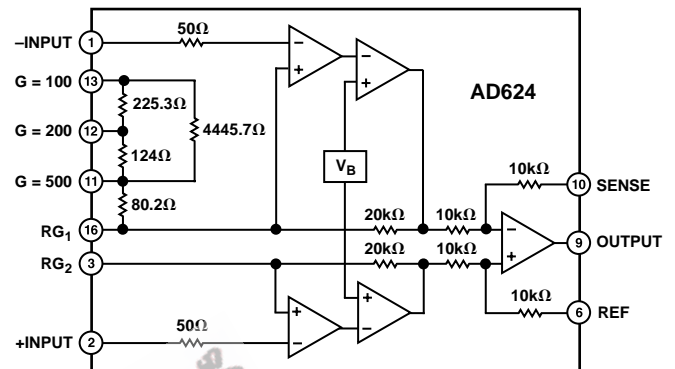 –INPUT
1
50Ω
–
+
–
+
AD624
G = 100
13
225.3Ω
G = 200
12
4445.7Ω
124Ω
VB
G = 500
11
10kΩ
10
SENSE
80.2Ω
20kΩ
10kΩ
RG1
16
–
9
OUTPUT
20kΩ
10kΩ
+
RG2
3
10kΩ
6
REF
+
+
–
–
50Ω
+INPUT
2